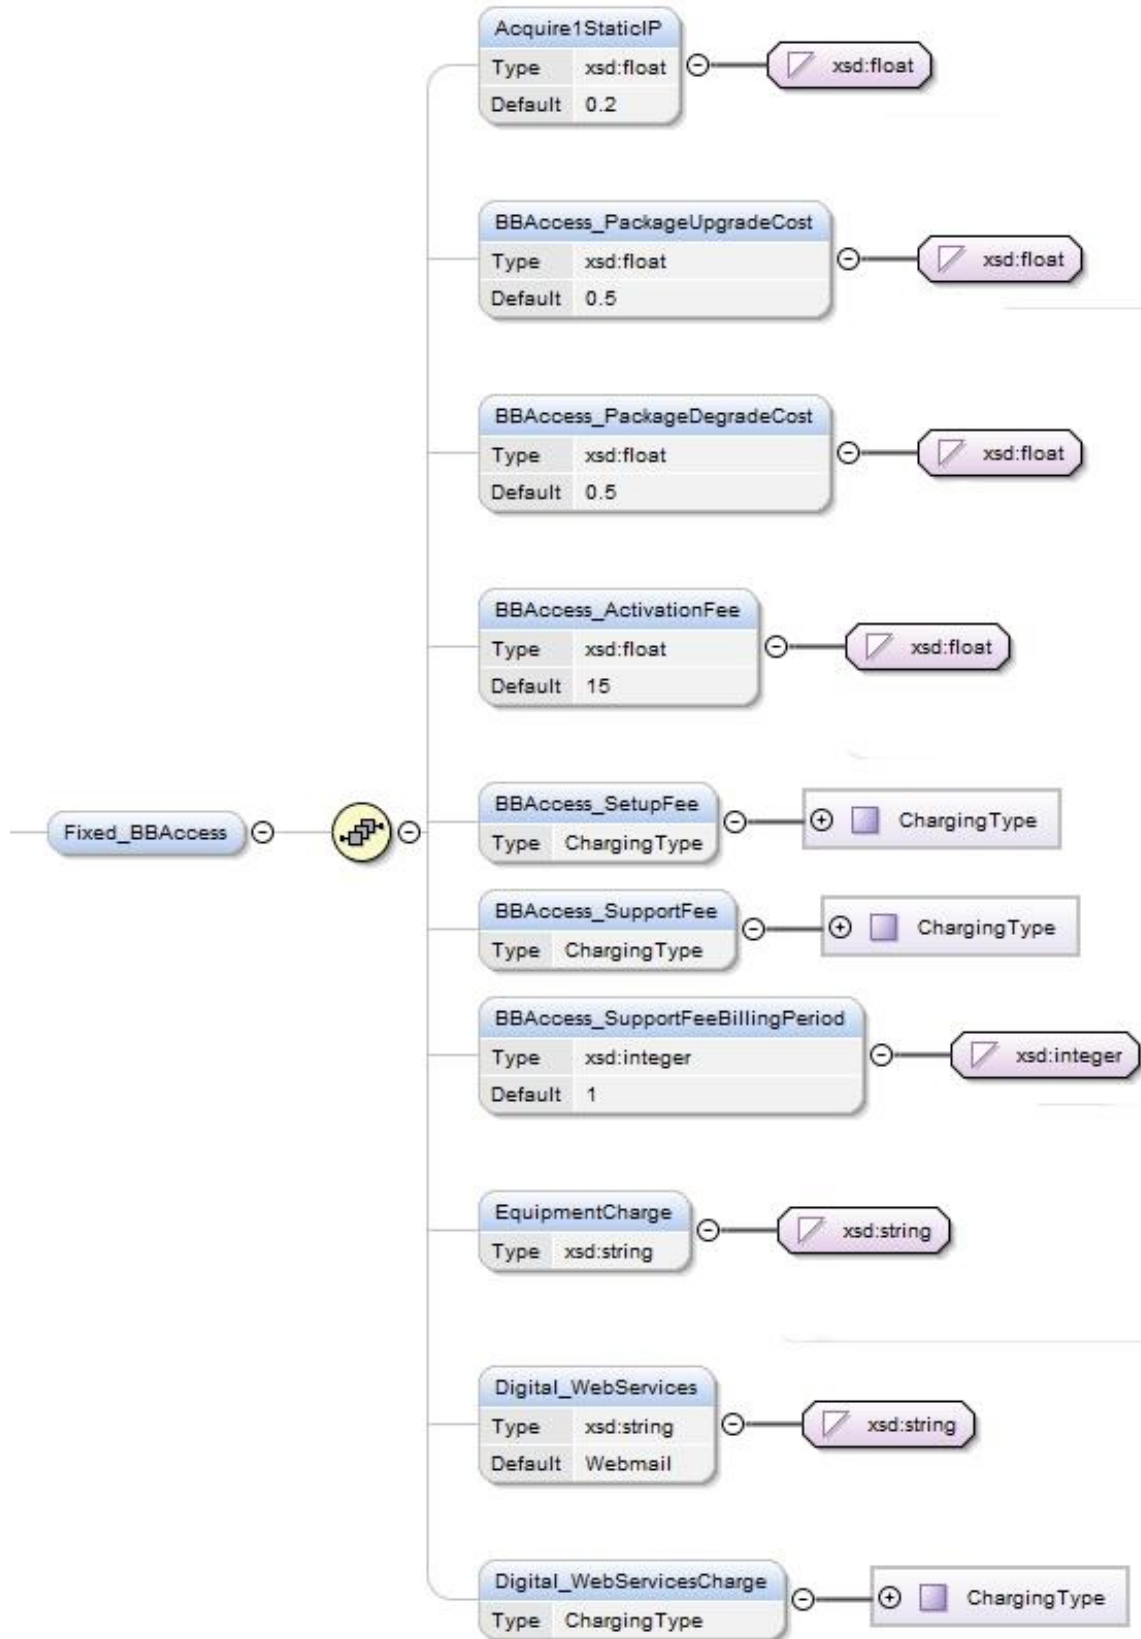 Acquire1StaticIP
Type xsd:float
Default 0.2
xsd:float
BBAccess_PackageUpgradeCost
Type xsd:float
Default 0.5
xsd:float
BBAccess_PackageDegradeCost
Type xsd:float
Default 0.5
xsd:float
BBAccess_ActivationFee
Type xsd:float
Default 15
xsd:float
Fixed_BBAccess
BBAccess_SetupFee
Type ChargingType
ChargingType
BBAccess_SupportFee
Type ChargingType
ChargingType
BBAccess_SupportFeeBillingPeriod
Type xsd:integer
Default 1
xsd:integer
EquipmentCharge
Type xsd:string
xsd:string
Digital_WebServices
Type xsd:string
Default Webmail
xsd:string
Digital_WebServicesCharge
Type ChargingType
ChargingType